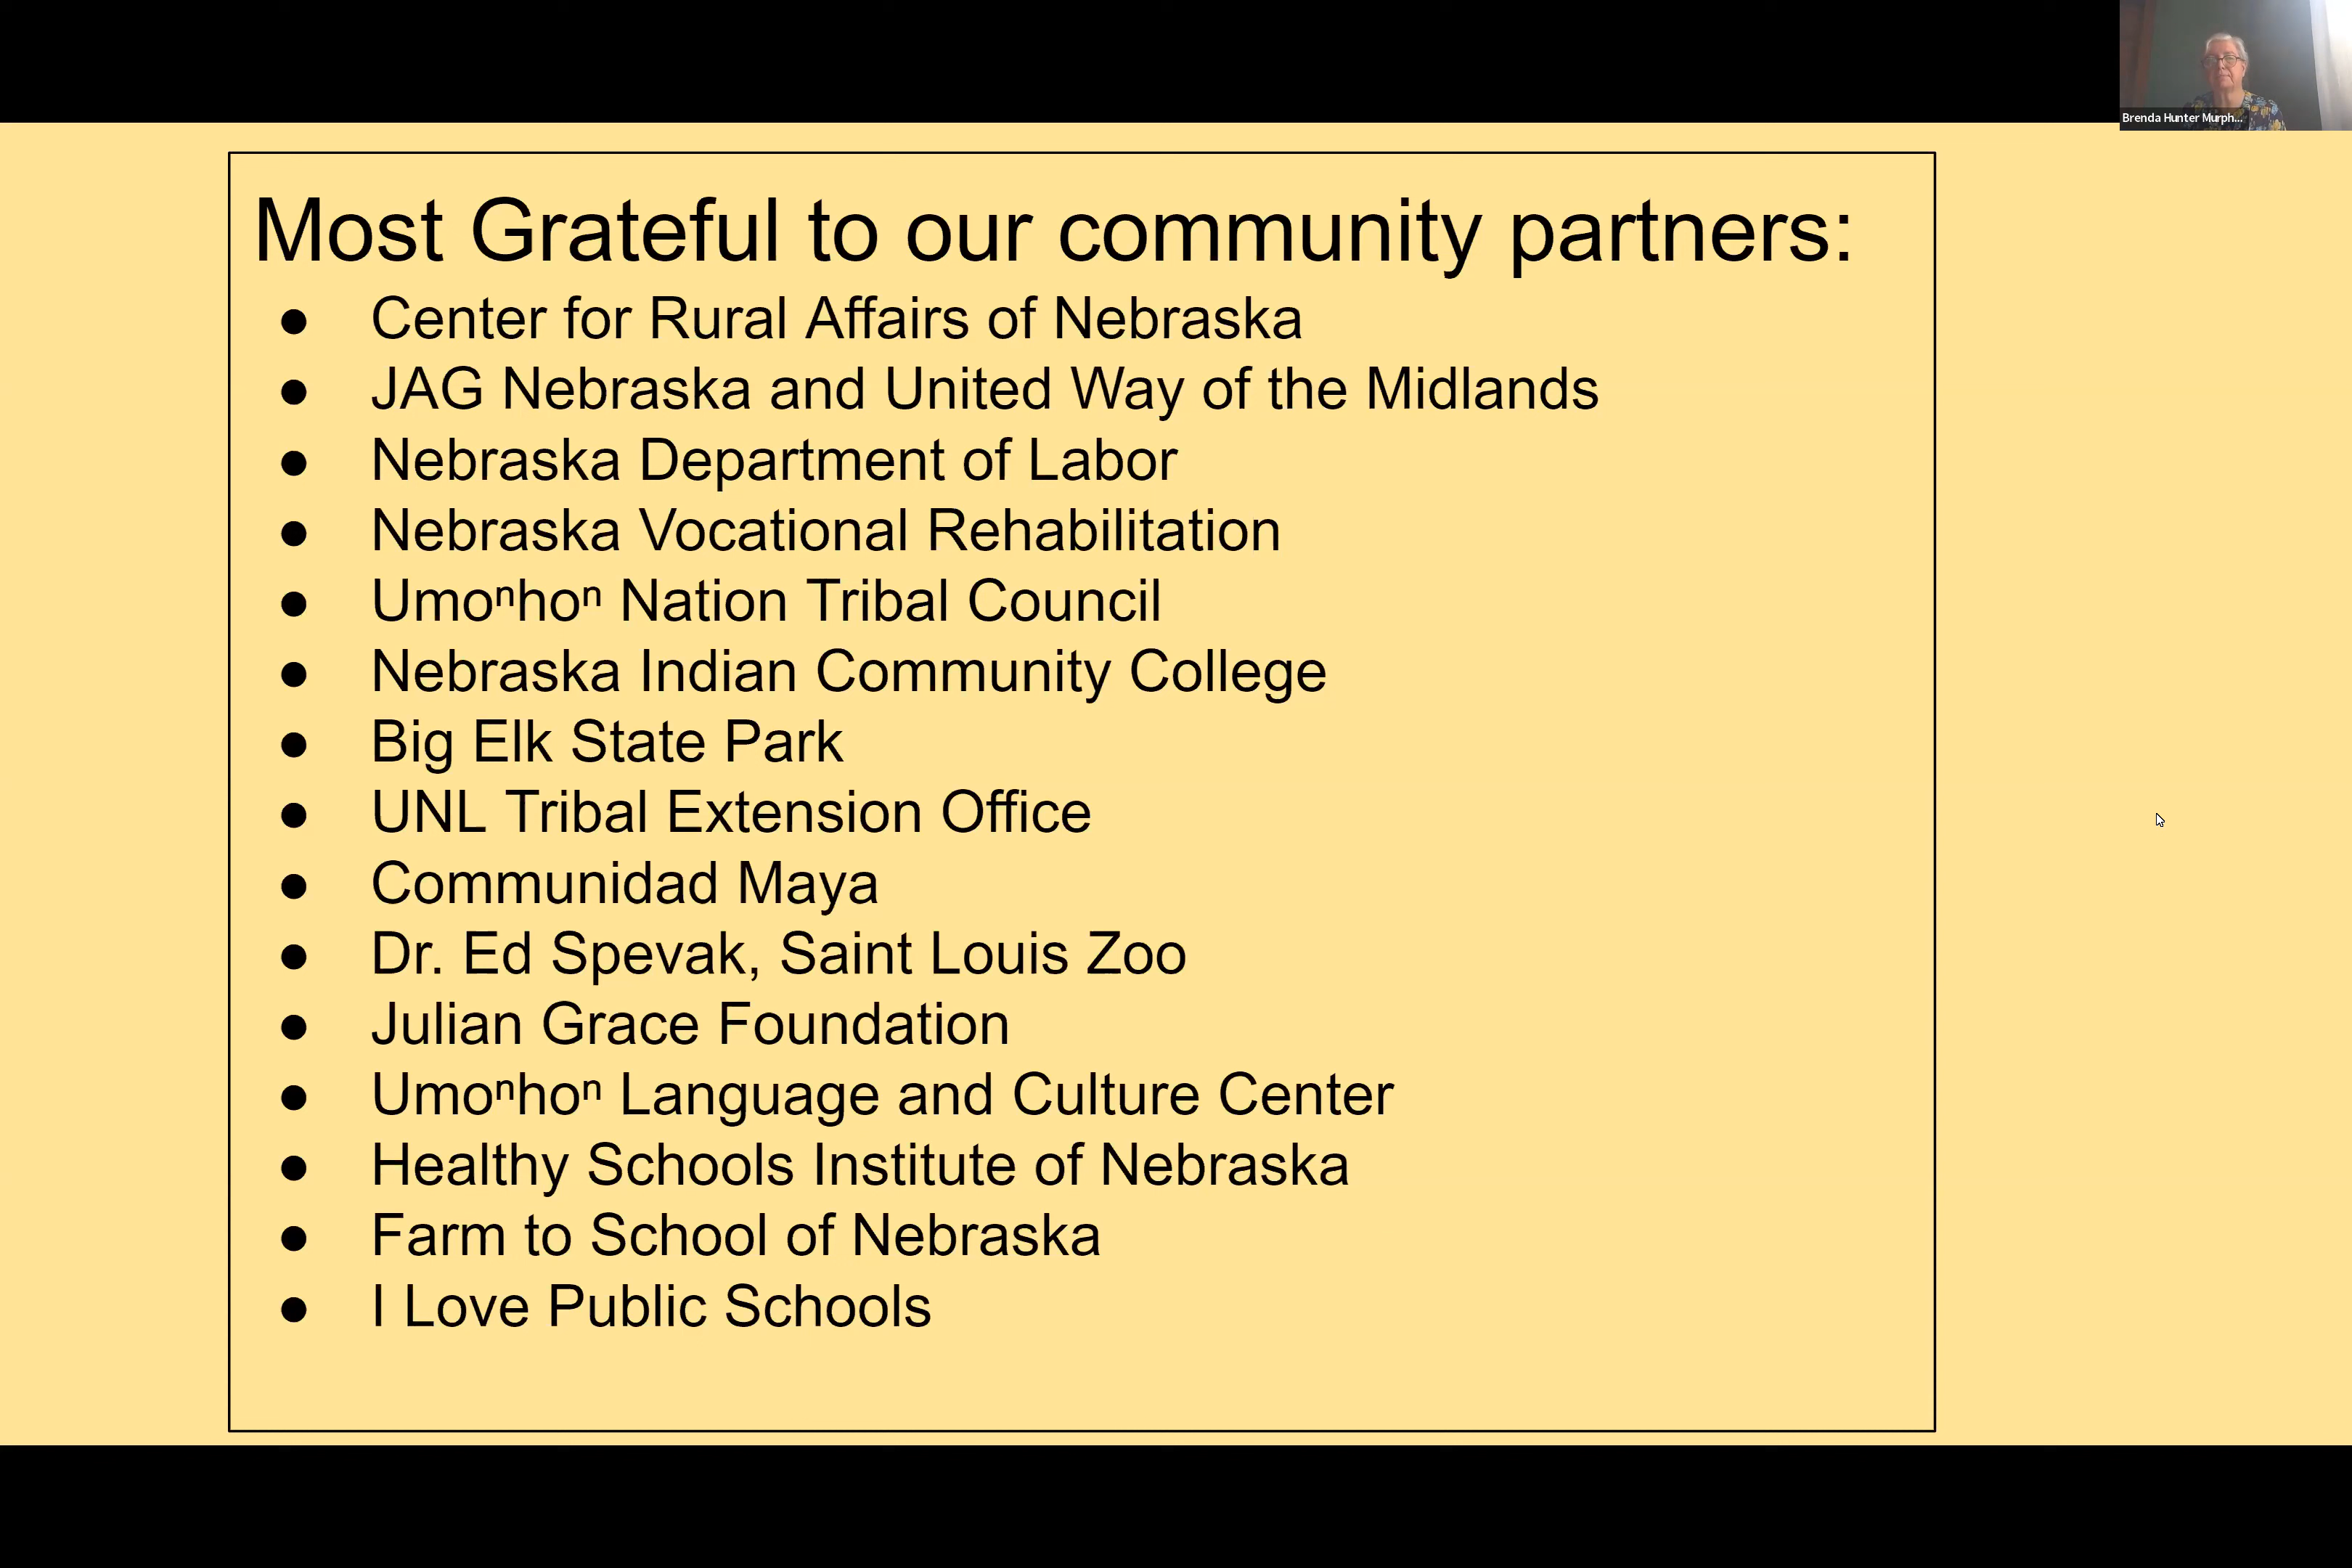 Brenda Hunter Murph...
Most Grateful to our community partners:
● Center for Rural Affairs of Nebraska
● JAG Nebraska and United Way of the Midlands
● Nebraska Department of Labor
● Nebraska Vocational Rehabilitation
● Umoⁿhoⁿ Nation Tribal Council
● Nebraska Indian Community College
● Big Elk State Park
● UNL Tribal Extension Office
● Communidad Maya
● Dr. Ed Spevak, Saint Louis Zoo
● Julian Grace Foundation
● Umoⁿhoⁿ Language and Culture Center
● Healthy Schools Institute of Nebraska
● Farm to School of Nebraska
● I Love Public Schools